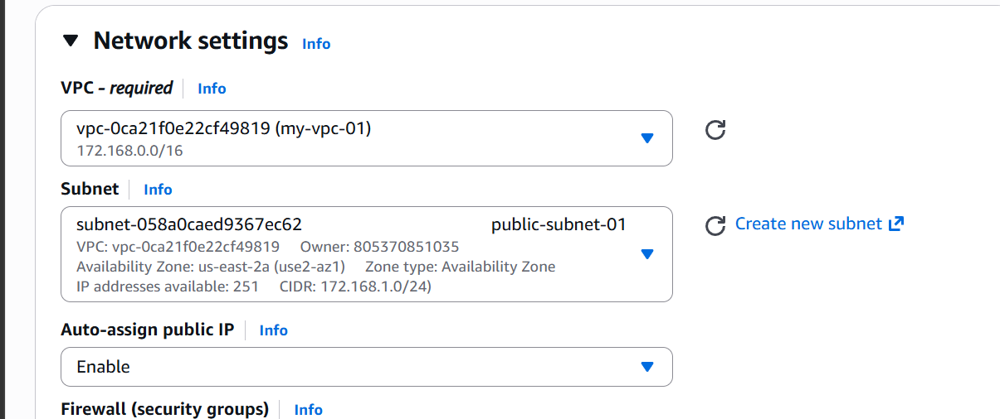 Network settings Info
VPC – required Info
vpc-0ca21f0e22cf49819 (my-vpc-01)
172.168.0.0/16
Subnet Info
subnet-058a0caed9367ec62 public-subnet-01
VPC: vpc-0ca21f0e22cf49819 Owner: 805370851035
Availability Zone: us-east-2a (use2-az1) Zone type: Availability Zone
IP addresses available: 251 CIDR: 172.168.1.0/24)
Create new subnet
Auto-assign public IP Info
Enable
Firewall (security groups) Info